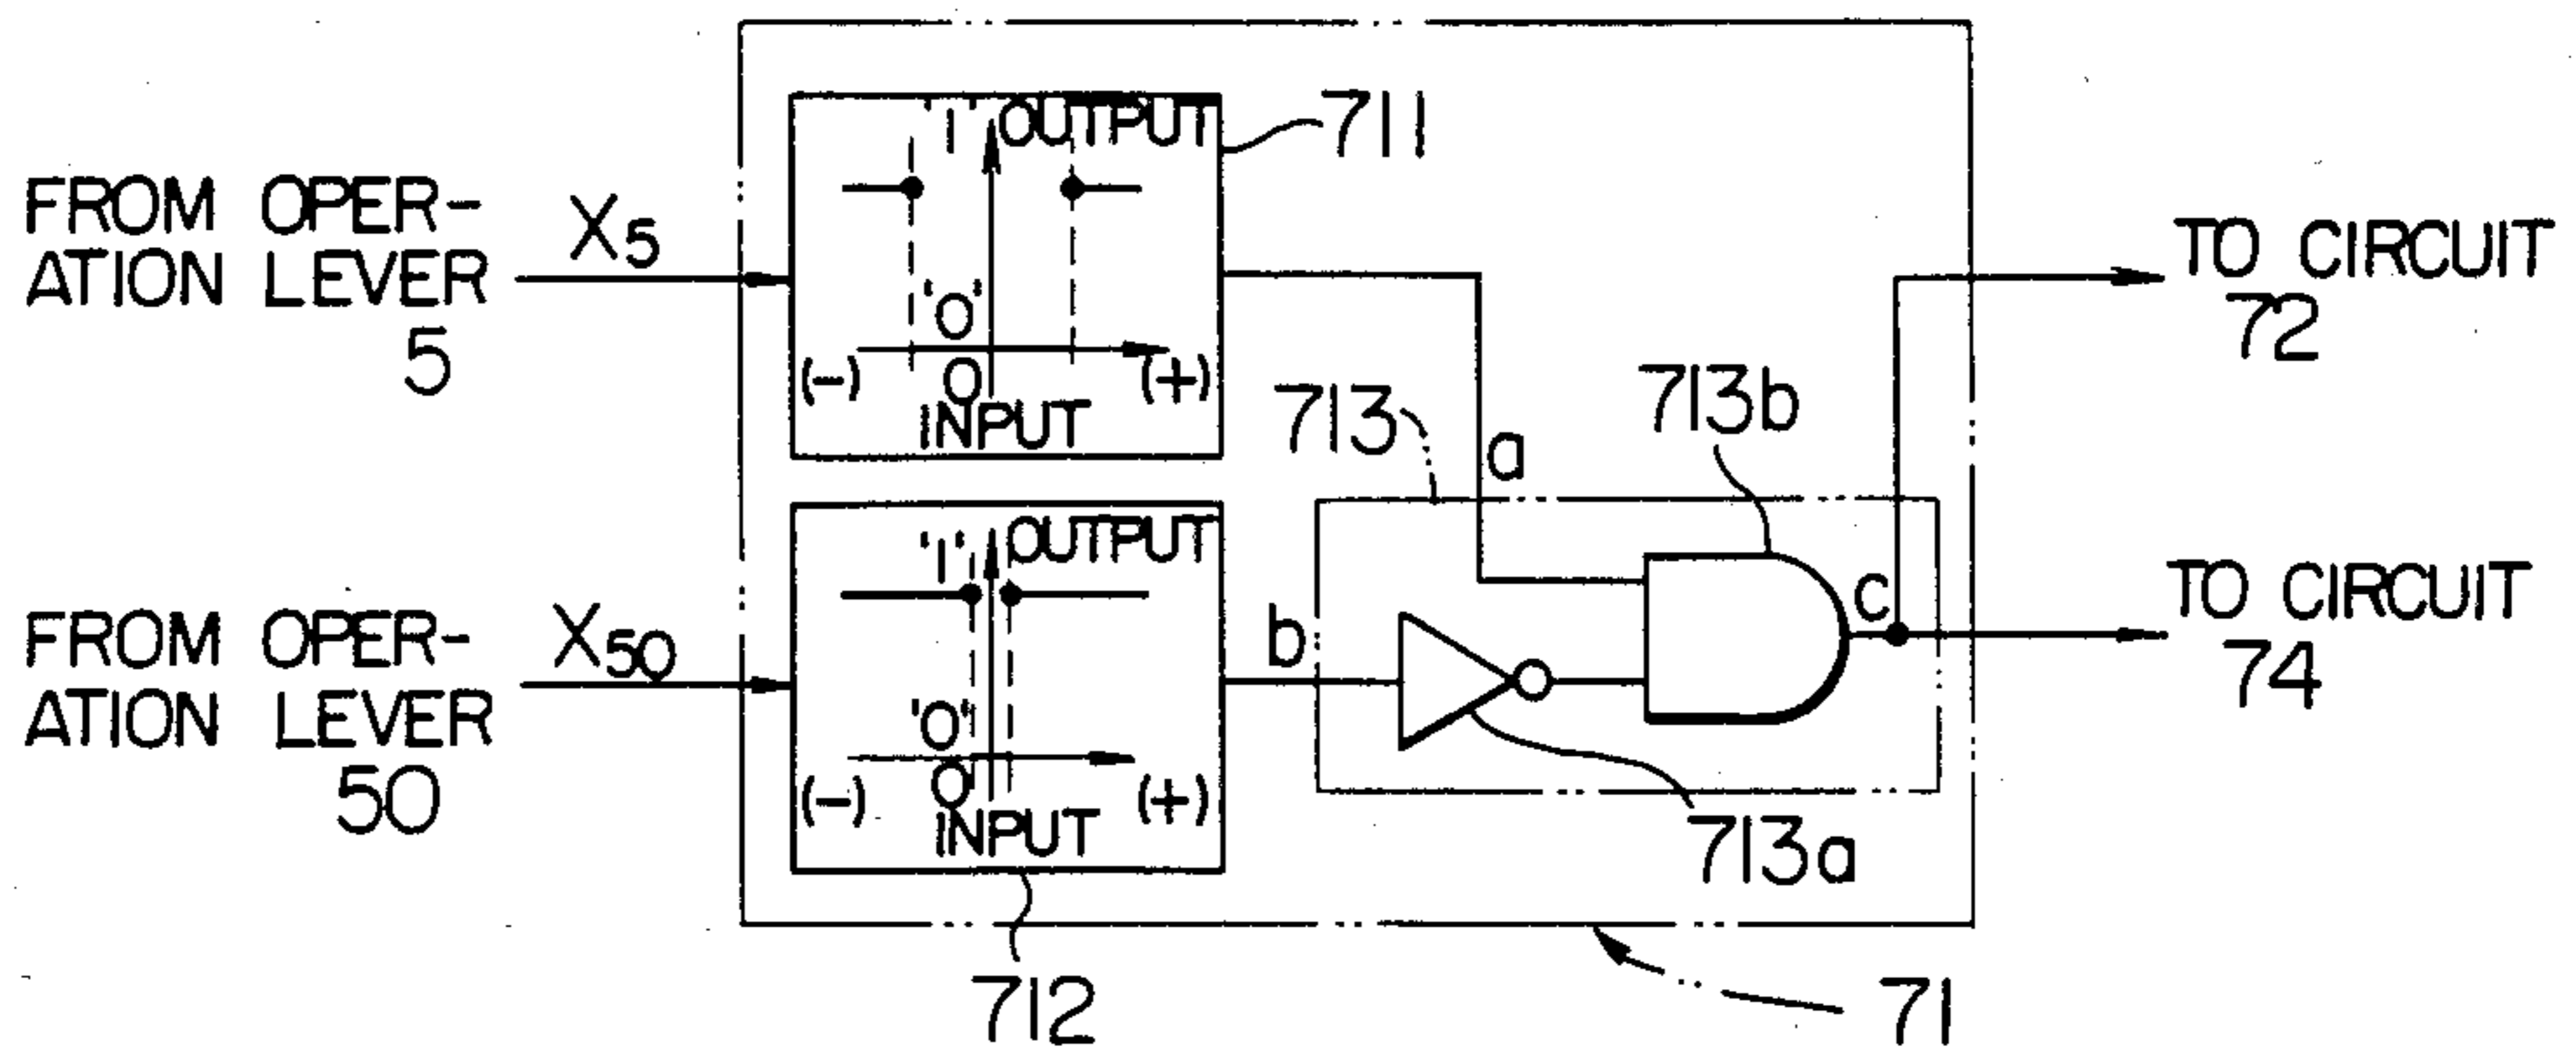 FROM OPER-
ATION LEVER
5
X5
'1' OUTPUT
'0'
(-) 0 (+)
INPUT
711
a
713
713b
TO CIRCUIT
72
FROM OPER-
ATION LEVER
50
X50
'1' OUTPUT
'0'
(-) 0 (+)
INPUT
b
c
TO CIRCUIT
74
713a
712
71